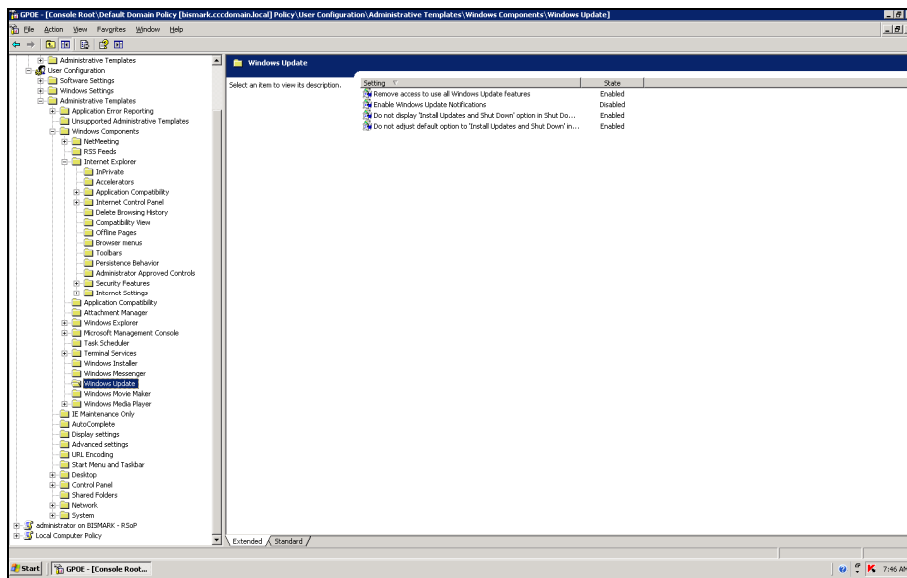 GPOE - [Console Root\Default Domain Policy [bismark.cccdomain.local] Policy\User Configuration\Administrative Templates\Windows Components\Windows Update]
File Action View Favorites Window Help
Administrative Templates
User Configuration
Software Settings
Windows Settings
Administrative Templates
Application Error Reporting
Unsupported Administrative Templates
Windows Components
NetMeeting
RSS Feeds
Internet Explorer
InPrivate
Accelerators
Application Compatibility
Internet Control Panel
Delete Browsing History
Compatibility View
Offline Pages
Browser menus
Toolbars
Persistence Behavior
Administrator Approved Controls
Security Features
Internet Settings
Application Compatibility
Attachment Manager
Windows Explorer
Microsoft Management Console
Task Scheduler
Terminal Services
Windows Installer
Windows Messenger
Windows Update
Windows Movie Maker
Windows Media Player
IE Maintenance Only
AutoComplete
Display settings
Advanced settings
URL Encoding
Start Menu and Taskbar
Desktop
Control Panel
Shared Folders
Network
System
administrator on BISMARK - RSoP
Local Computer Policy
Windows Update
Select an item to view its description.
Setting State
Remove access to use all Windows Update features Enabled
Enable Windows Update Notifications Disabled
Do not display 'Install Updates and Shut Down' option in Shut Do... Enabled
Do not adjust default option to 'Install Updates and Shut Down' in... Enabled
Extended Standard
Start GPOE - [Console Root... 7:46 AM